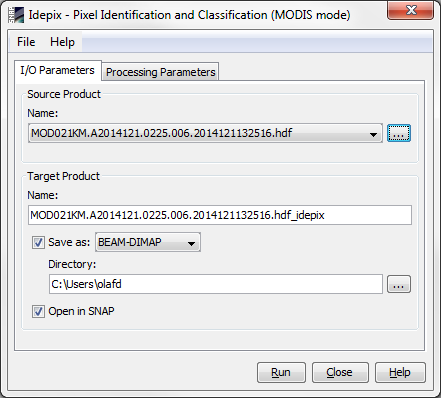 Idepix - Pixel Identification and Classification (MODIS mode)
File Help
I/O Parameters Processing Parameters
Source Product
Name:
MOD021KM.A2014121.0225.006.2014121132516.hdf ...
Target Product
Name:
MOD021KM.A2014121.0225.006.2014121132516.hdf_idepix
Save as: BEAM-DIMAP
Directory:
C:\Users\olafd ...
Open in SNAP
Run Close Help